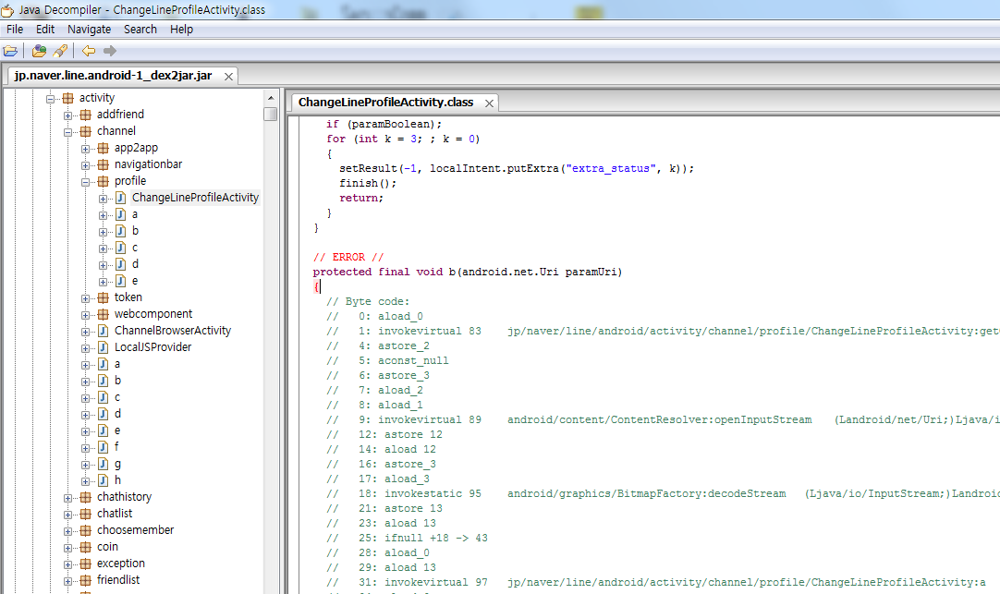 Java Decompiler - ChangeLineProfileActivity.class
File Edit Navigate Search Help
jp.naver.line.android-1_dex2jar.jar
activity
addfriend
channel
app2app
navigationbar
profile
ChangeLineProfileActivity
a
b
c
d
e
token
webcomponent
ChannelBrowserActivity
LocalJSProvider
a
b
c
d
e
f
g
h
chathistory
chatlist
choosemember
coin
exception
friendlist
ChangeLineProfileActivity.class
if (paramBoolean);
for (int k = 3; ; k = 0)
{
setResult(-1, localIntent.putExtra("extra_status", k));
finish();
return;
}
}
// ERROR //
protected final void b(android.net.Uri paramUri)
{
// Byte code:
// 0: aload_0
// 1: invokevirtual 83 jp/naver/line/android/activity/channel/profile/ChangeLineProfileActivity:get
// 4: astore_2
// 5: aconst_null
// 6: astore_3
// 7: aload_2
// 8: aload_1
// 9: invokevirtual 89 android/content/ContentResolver:openInputStream (Landroid/net/Uri;)Ljava/i
// 12: astore 12
// 14: aload 12
// 16: astore_3
// 17: aload_3
// 18: invokestatic 95 android/graphics/BitmapFactory:decodeStream (Ljava/io/InputStream;)Landroi
// 21: astore 13
// 23: aload 13
// 25: ifnull +18 -> 43
// 28: aload_0
// 29: aload 13
// 31: invokevirtual 97 jp/naver/line/android/activity/channel/profile/ChangeLineProfileActivity:a